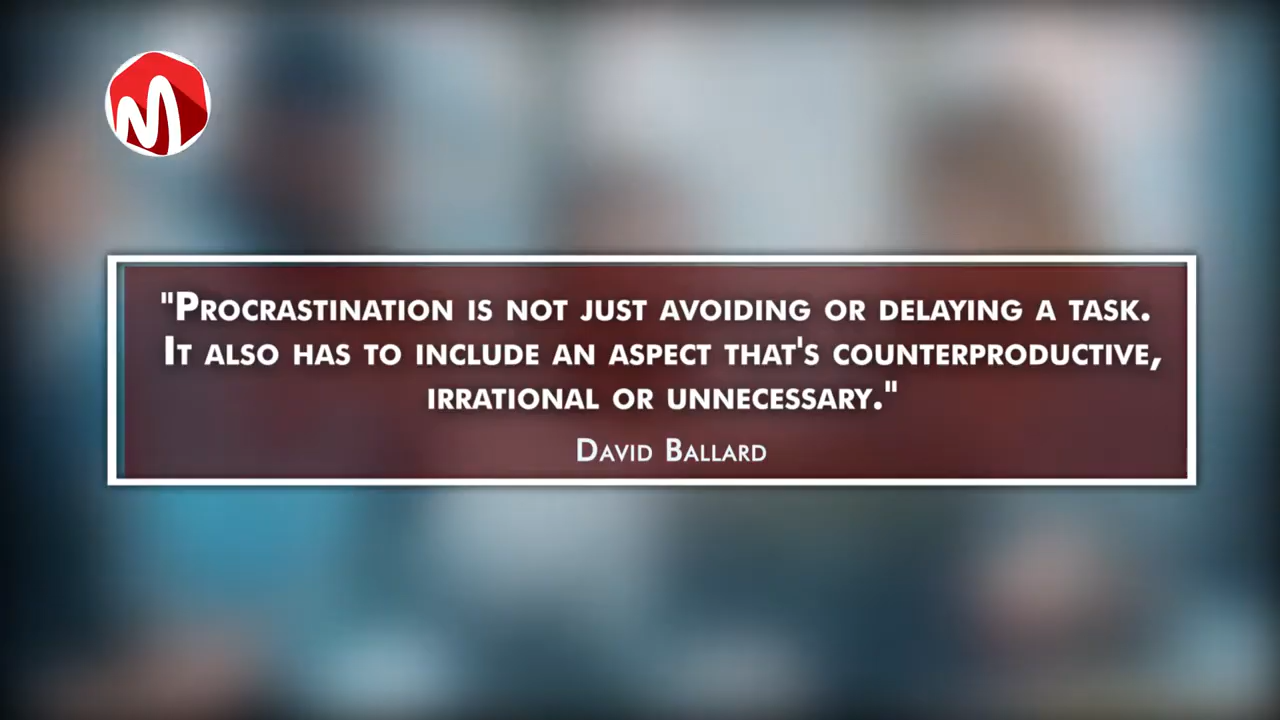 "Procrastination is not just avoiding or delaying a task.
It also has to include an aspect that's counterproductive,
irrational or unnecessary."
David Ballard